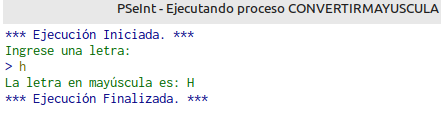 PSeInt - Ejecutando proceso CONVERTIRMAYUSCULA
*** Ejecución Iniciada. ***
Ingrese una letra:
> h
La letra en mayúscula es: H
*** Ejecución Finalizada. ***